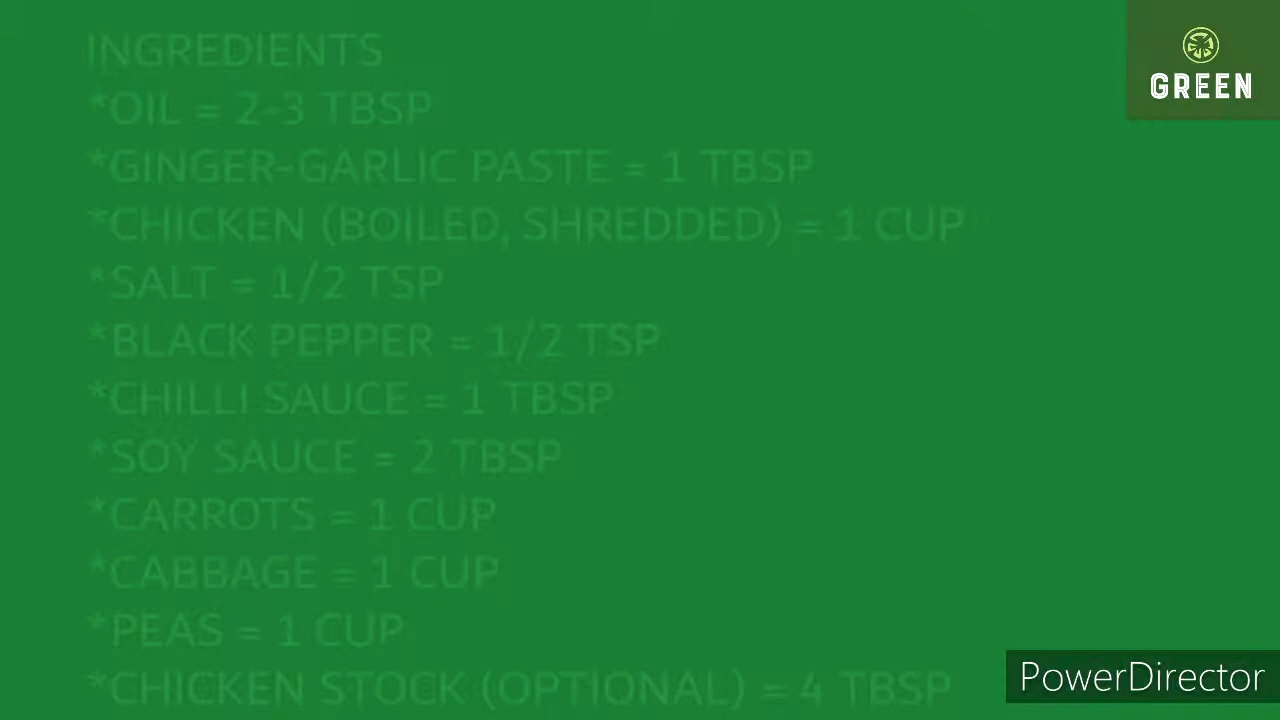 INGREDIENTS
*OIL = 2-3 TBSP
*GINGER-GARLIC PASTE = 1 TBSP
*CHICKEN (BOILED, SHREDDED) = 1 CUP
*SALT = 1/2 TSP
*BLACK PEPPER = 1/2 TSP
*CHILLI SAUCE = 1 TBSP
*SOY SAUCE = 2 TBSP
*CARROTS = 1 CUP
*CABBAGE = 1 CUP
*PEAS = 1 CUP
*CHICKEN STOCK (OPTIONAL) = 4 TBSP
GREEN
PowerDirector